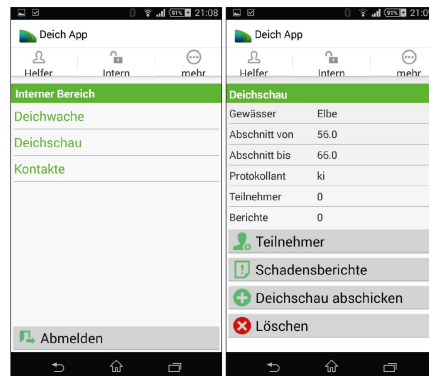 91% 21:08
Deich App
Helfer Intern mehr
Interner Bereich
Deichwache
Deichschau
Kontakte
Abmelden
91% 21:09
Deich App
Helfer Intern mehr
Deichschau
Gewässer Elbe
Abschnitt von 56.0
Abschnitt bis 66.0
Protokollant ki
Teilnehmer 0
Berichte 0
Teilnehmer
Schadensberichte
Deichschau abschicken
Löschen